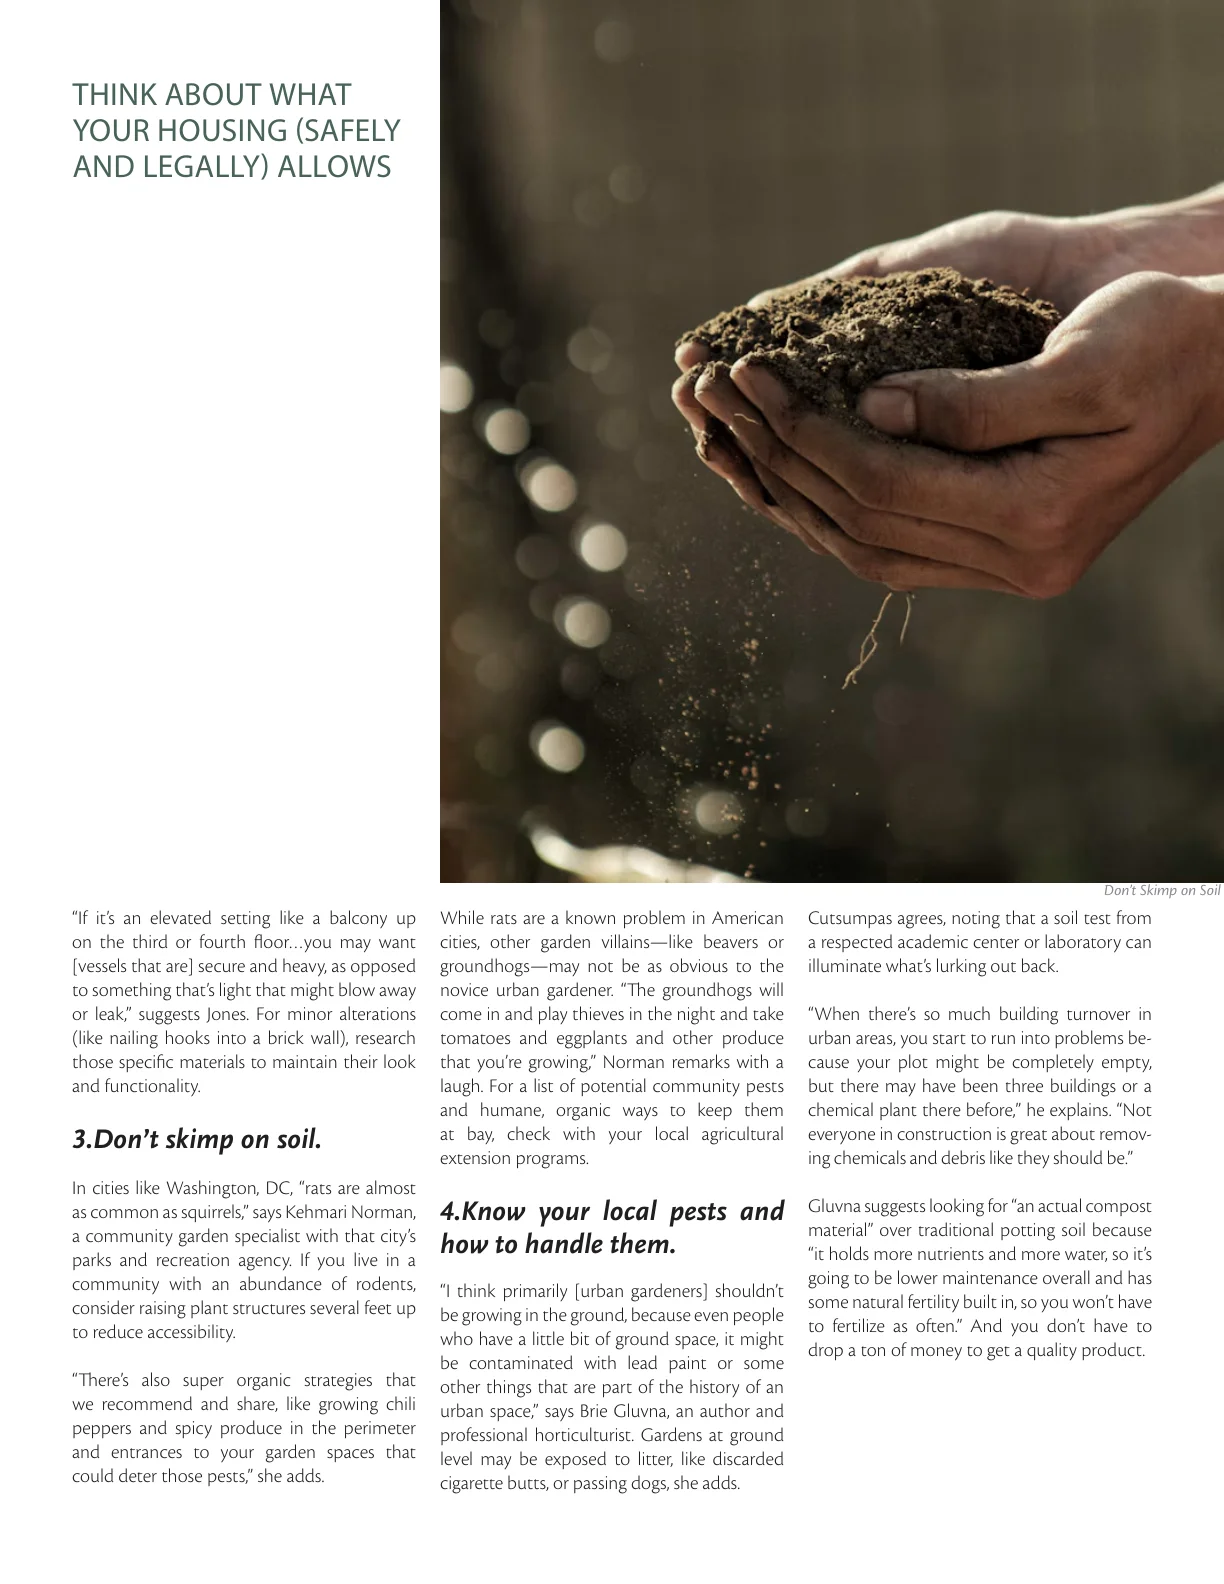 THINK ABOUT WHAT
YOUR HOUSING (SAFELY
AND LEGALLY) ALLOWS
Don’t Skimp on Soil
“If it’s an elevated setting like a balcony up
on the third or fourth floor…you may want
[vessels that are] secure and heavy, as opposed
to something that’s light that might blow away
or leak,” suggests Jones. For minor alterations
(like nailing hooks into a brick wall), research
those specific materials to maintain their look
and functionality.
3.Don’t skimp on soil.
In cities like Washington, DC, “rats are almost
as common as squirrels,” says Kehmari Norman,
a community garden specialist with that city’s
parks and recreation agency. If you live in a
community with an abundance of rodents,
consider raising plant structures several feet up
to reduce accessibility.
“There’s also super organic strategies that
we recommend and share, like growing chili
peppers and spicy produce in the perimeter
and entrances to your garden spaces that
could deter those pests,” she adds.
While rats are a known problem in American
cities, other garden villains—like beavers or
groundhogs—may not be as obvious to the
novice urban gardener. “The groundhogs will
come in and play thieves in the night and take
tomatoes and eggplants and other produce
that you’re growing,” Norman remarks with a
laugh. For a list of potential community pests
and humane, organic ways to keep them
at bay, check with your local agricultural
extension programs.
4.Know your local pests and
how to handle them.
“I think primarily [urban gardeners] shouldn’t
be growing in the ground, because even people
who have a little bit of ground space, it might
be contaminated with lead paint or some
other things that are part of the history of an
urban space,” says Brie Gluvna, an author and
professional horticulturist. Gardens at ground
level may be exposed to litter, like discarded
cigarette butts, or passing dogs, she adds.
Cutsumpas agrees, noting that a soil test from
a respected academic center or laboratory can
illuminate what’s lurking out back.
“When there’s so much building turnover in
urban areas, you start to run into problems be-
cause your plot might be completely empty,
but there may have been three buildings or a
chemical plant there before,” he explains. “Not
everyone in construction is great about remov-
ing chemicals and debris like they should be.”
Gluvna suggests looking for “an actual compost
material” over traditional potting soil because
“it holds more nutrients and more water, so it’s
going to be lower maintenance overall and has
some natural fertility built in, so you won’t have
to fertilize as often.” And you don’t have to
drop a ton of money to get a quality product.